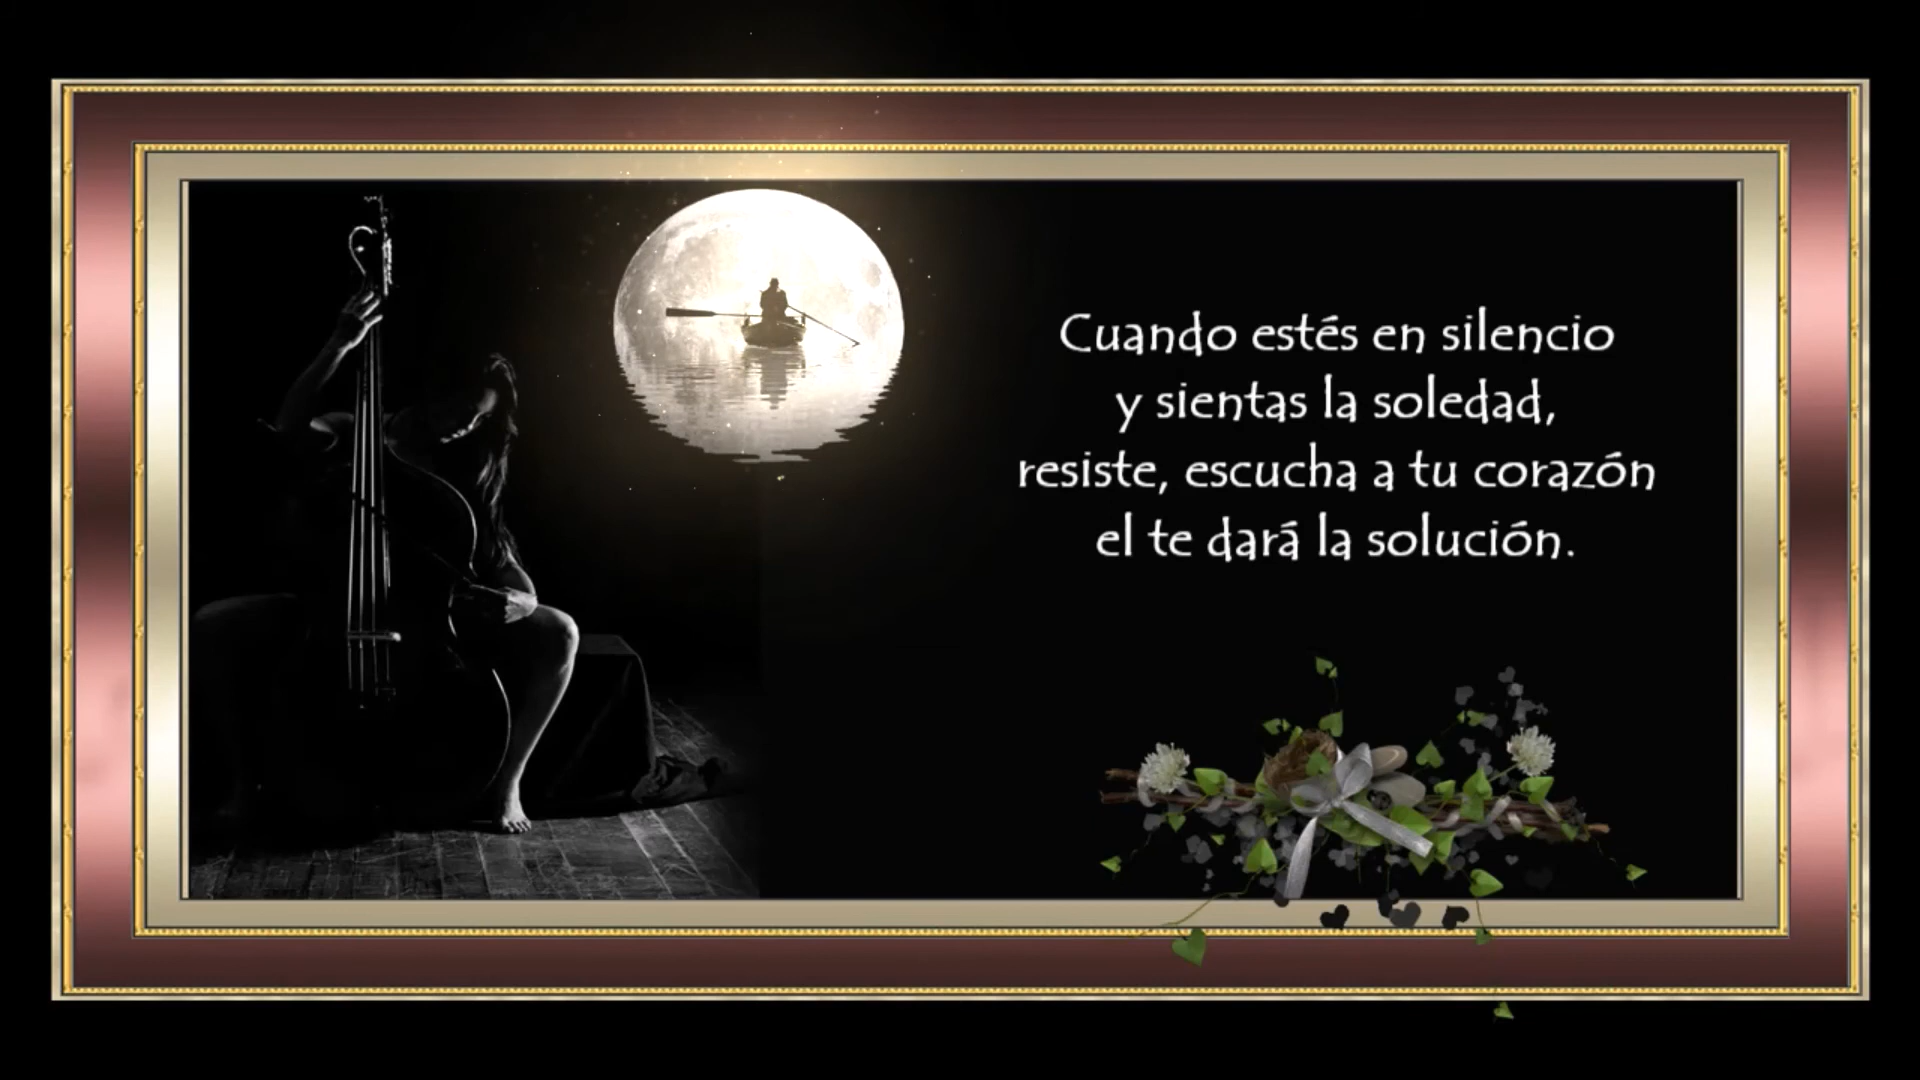 Cuando estés en silencio
y sientas la soledad,
resiste, escucha a tu corazón
el te dará la solución.